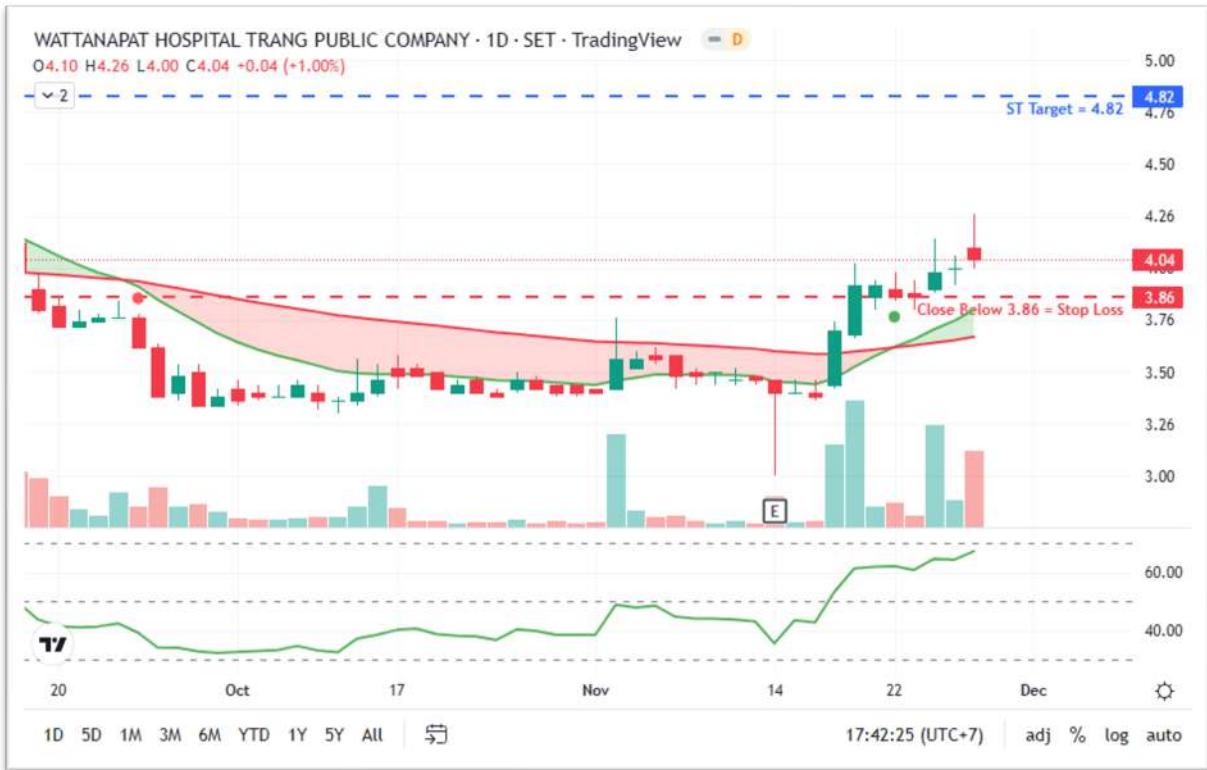 WATTANAPAT HOSPITAL TRANG PUBLIC COMPANY · 1D · SET · TradingView D
O4.10 H4.26 L4.00 C4.04 +0.04 (+1.00%)
2
5.00
4.82
ST Target = 4.82
4.76
4.50
4.26
4.04
4.00
3.86
Close Below 3.86 = Stop Loss
3.76
3.50
3.26
3.00
E
60.00
40.00
20 Oct 17 Nov 14 22 Dec
1D 5D 1M 3M 6M YTD 1Y 5Y All 17:42:25 (UTC+7) adj % log auto